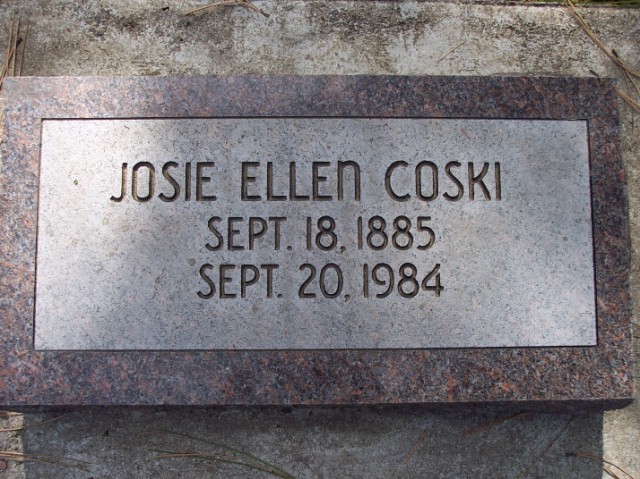 JOSIE ELLEN COSKI
SEPT. 18, 1885
SEPT. 20, 1984